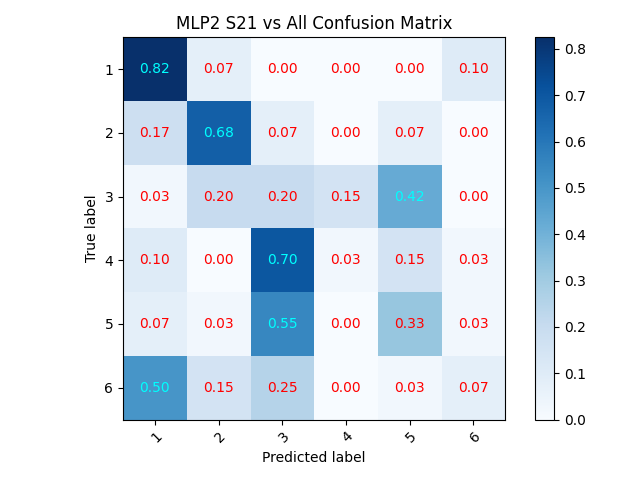 MLP2 S21 vs All Confusion Matrix
1 0.82 0.07 0.00 0.00 0.00 0.10
2 0.17 0.68 0.07 0.00 0.07 0.00
3 0.03 0.20 0.20 0.15 0.42 0.00
4 0.10 0.00 0.70 0.03 0.15 0.03
5 0.07 0.03 0.55 0.00 0.33 0.03
6 0.50 0.15 0.25 0.00 0.03 0.07
1 2 3 4 5 6
True label
Predicted label
0.8
0.7
0.6
0.5
0.4
0.3
0.2
0.1
0.0